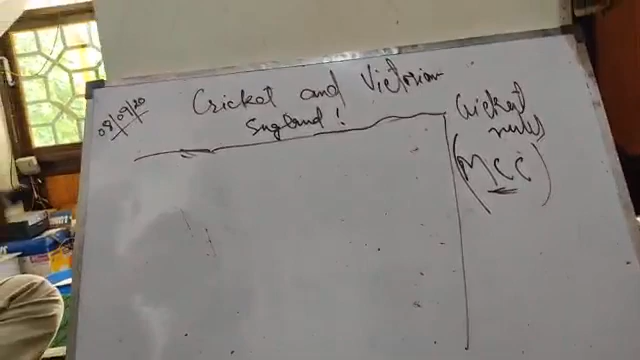 08/09/20
Cricket and Victorian
England!
Cricket
rules
(MCC)